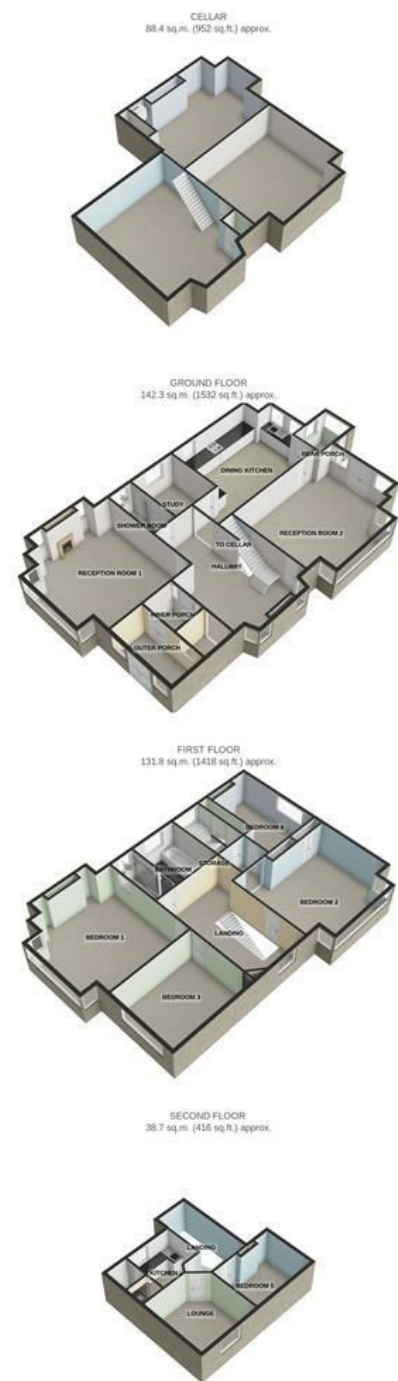 CELLAR
88.4 sq.m. (952 sq.ft.) approx.
GROUND FLOOR
142.3 sq.m. (1532 sq.ft.) approx.
REAR PORCH
DINING KITCHEN
STUDY
SHOWER ROOM
RECEPTION ROOM 2
TO CELLAR
HALLWAY
RECEPTION ROOM 1
INNER PORCH
OUTER PORCH
FIRST FLOOR
131.8 sq.m. (1418 sq.ft.) approx.
BEDROOM 4
STORAGE
BATHROOM
BEDROOM 2
BEDROOM 1
LANDING
BEDROOM 3
SECOND FLOOR
38.7 sq.m. (416 sq.ft.) approx.
LANDING
KITCHEN
BEDROOM 5
LOUNGE